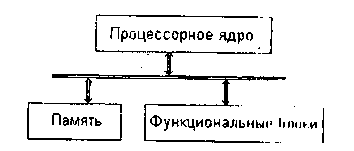 Процессорное ядро
Память
Функциональные блоки